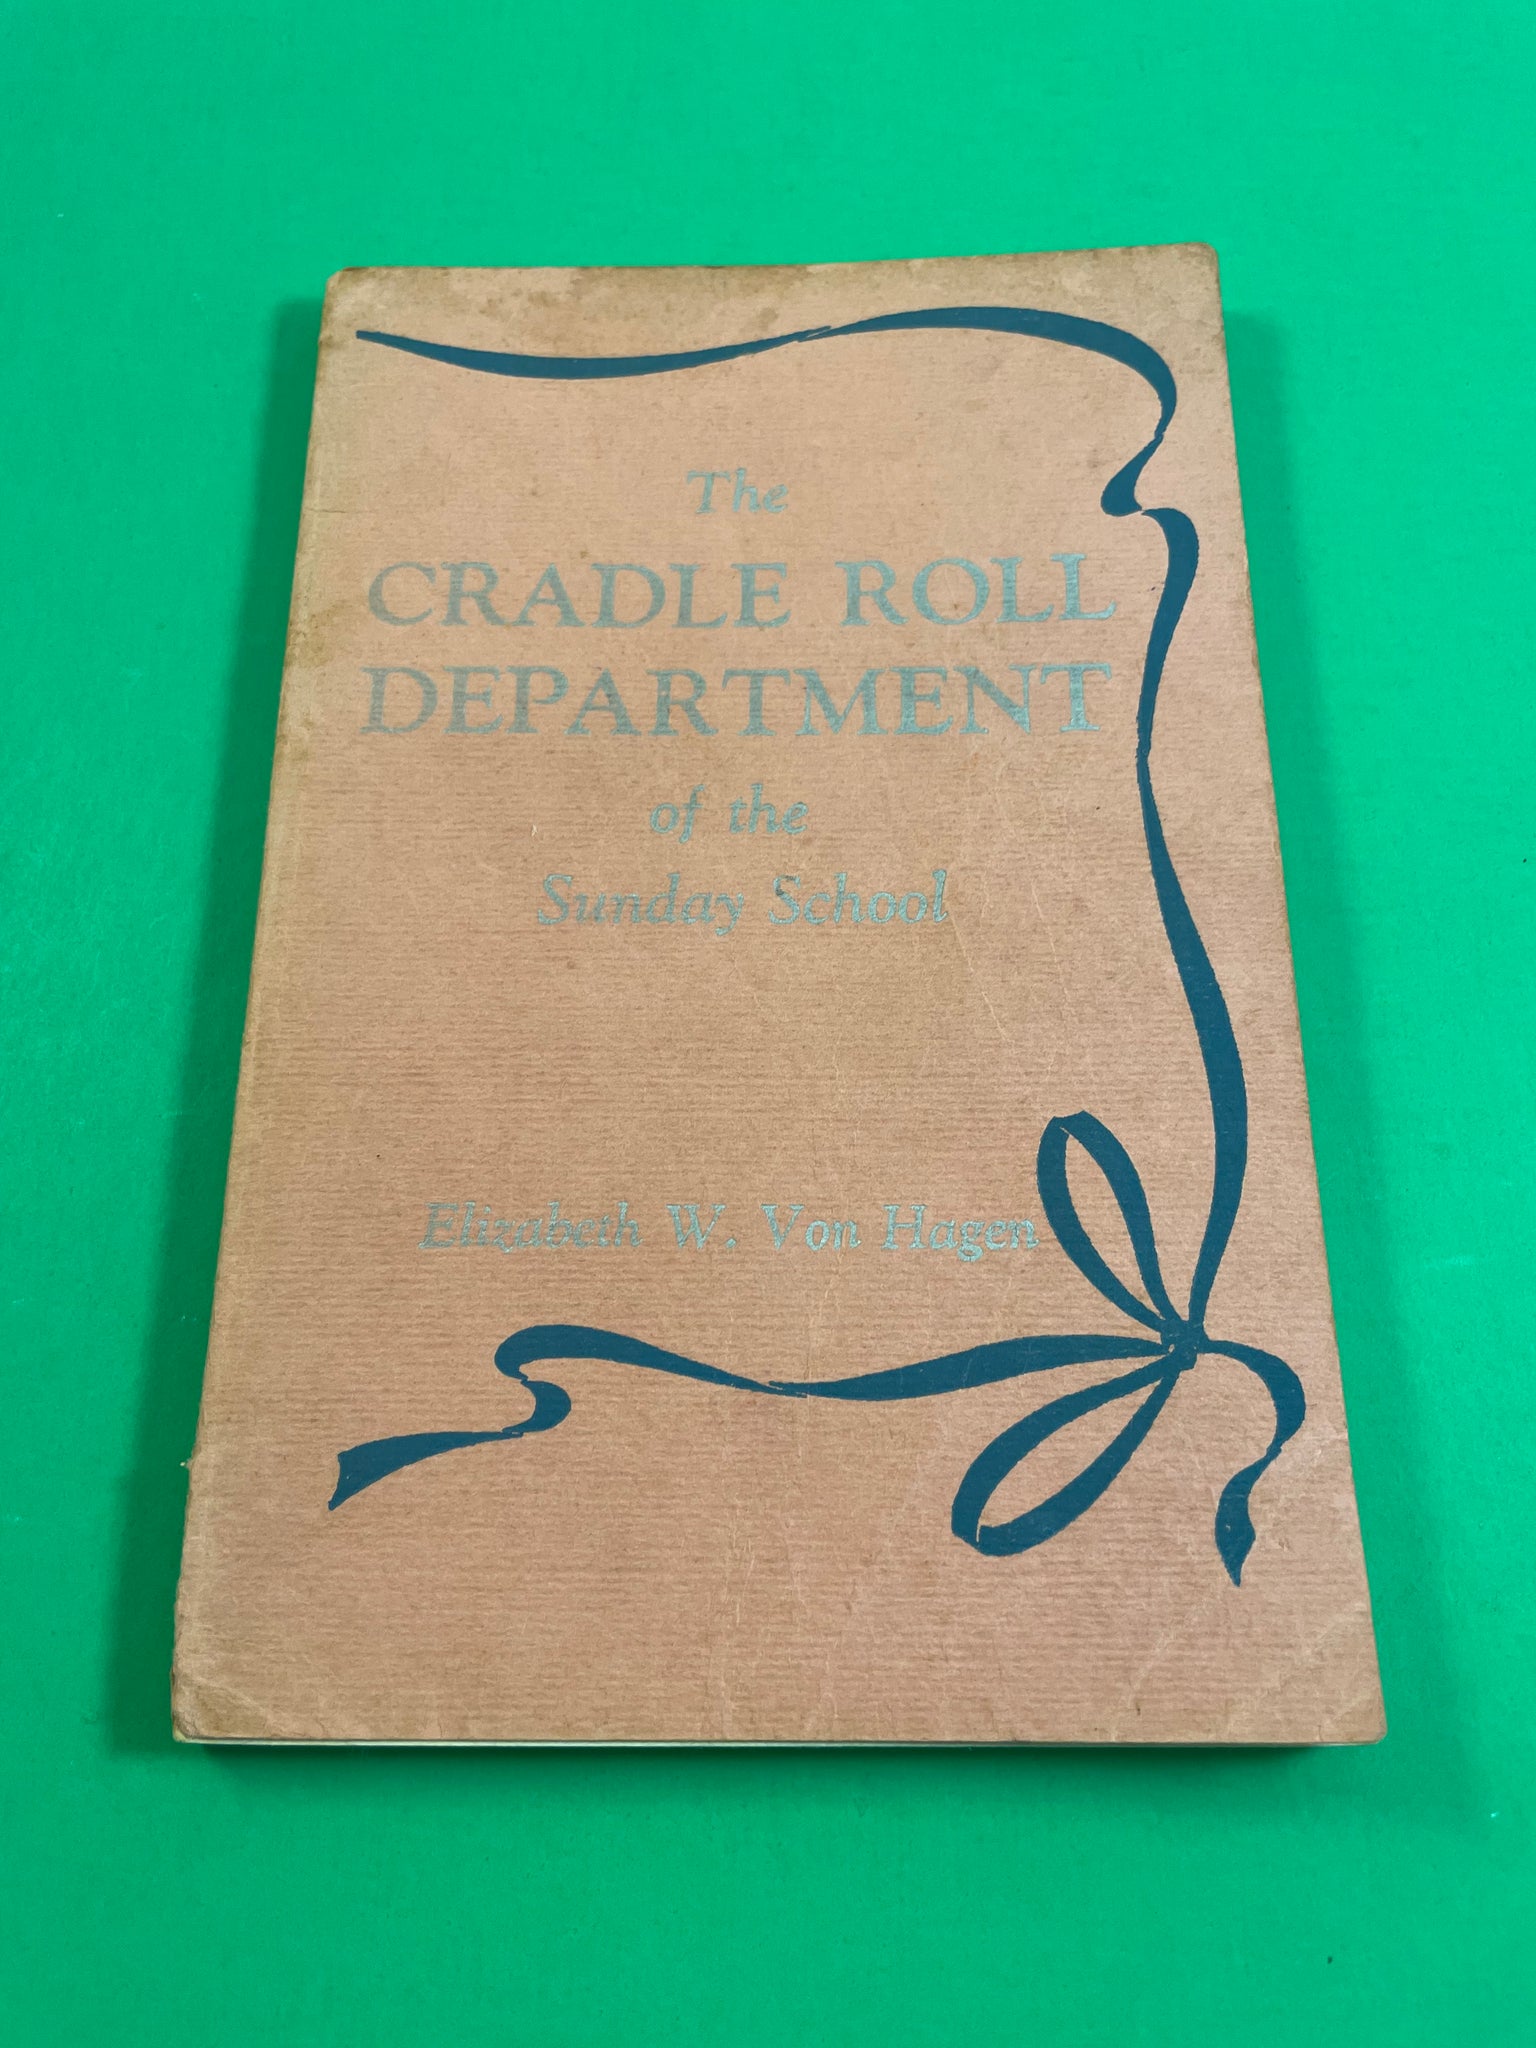 The
CRADLE ROLL
DEPARTMENT
of the
Sunday School
Elizabeth W. Von Hagen